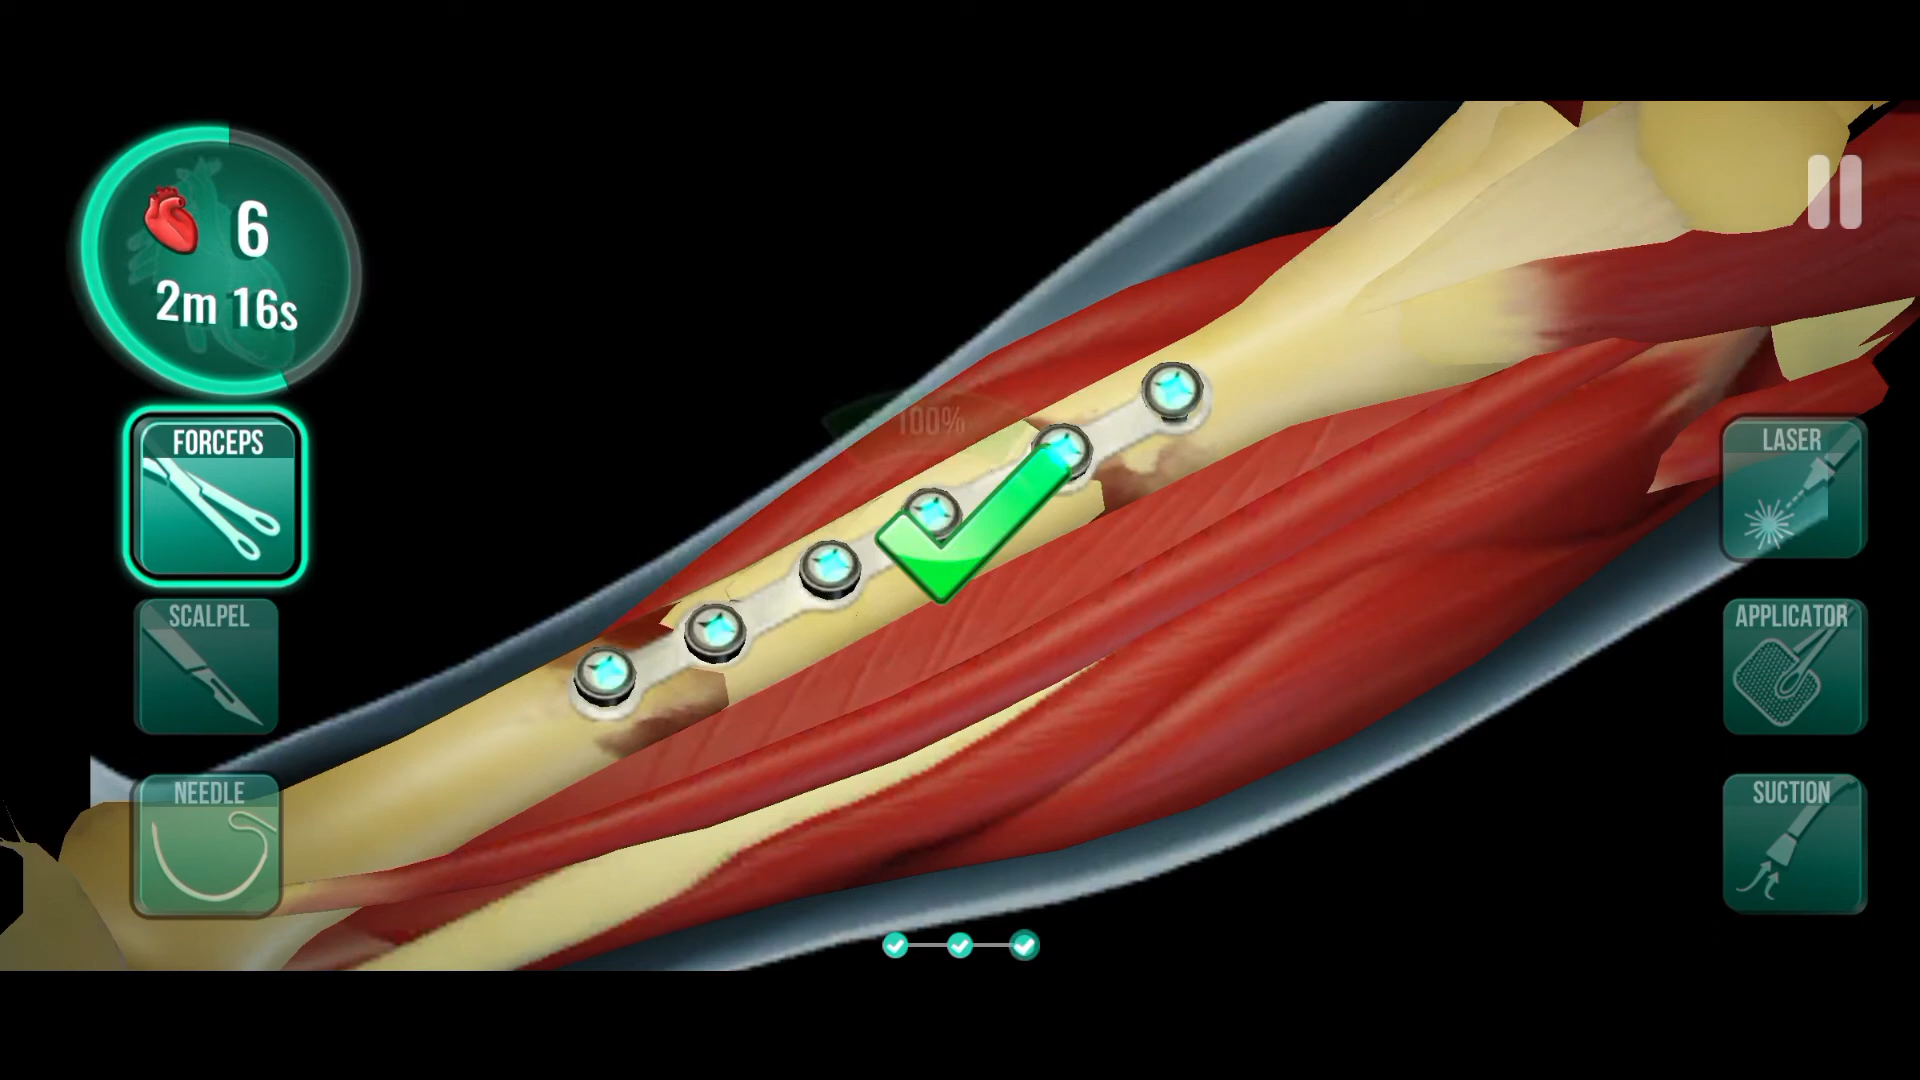 6
2m 16s
FORCEPS
SCALPEL
NEEDLE
100%
LASER
APPLICATOR
SUCTION